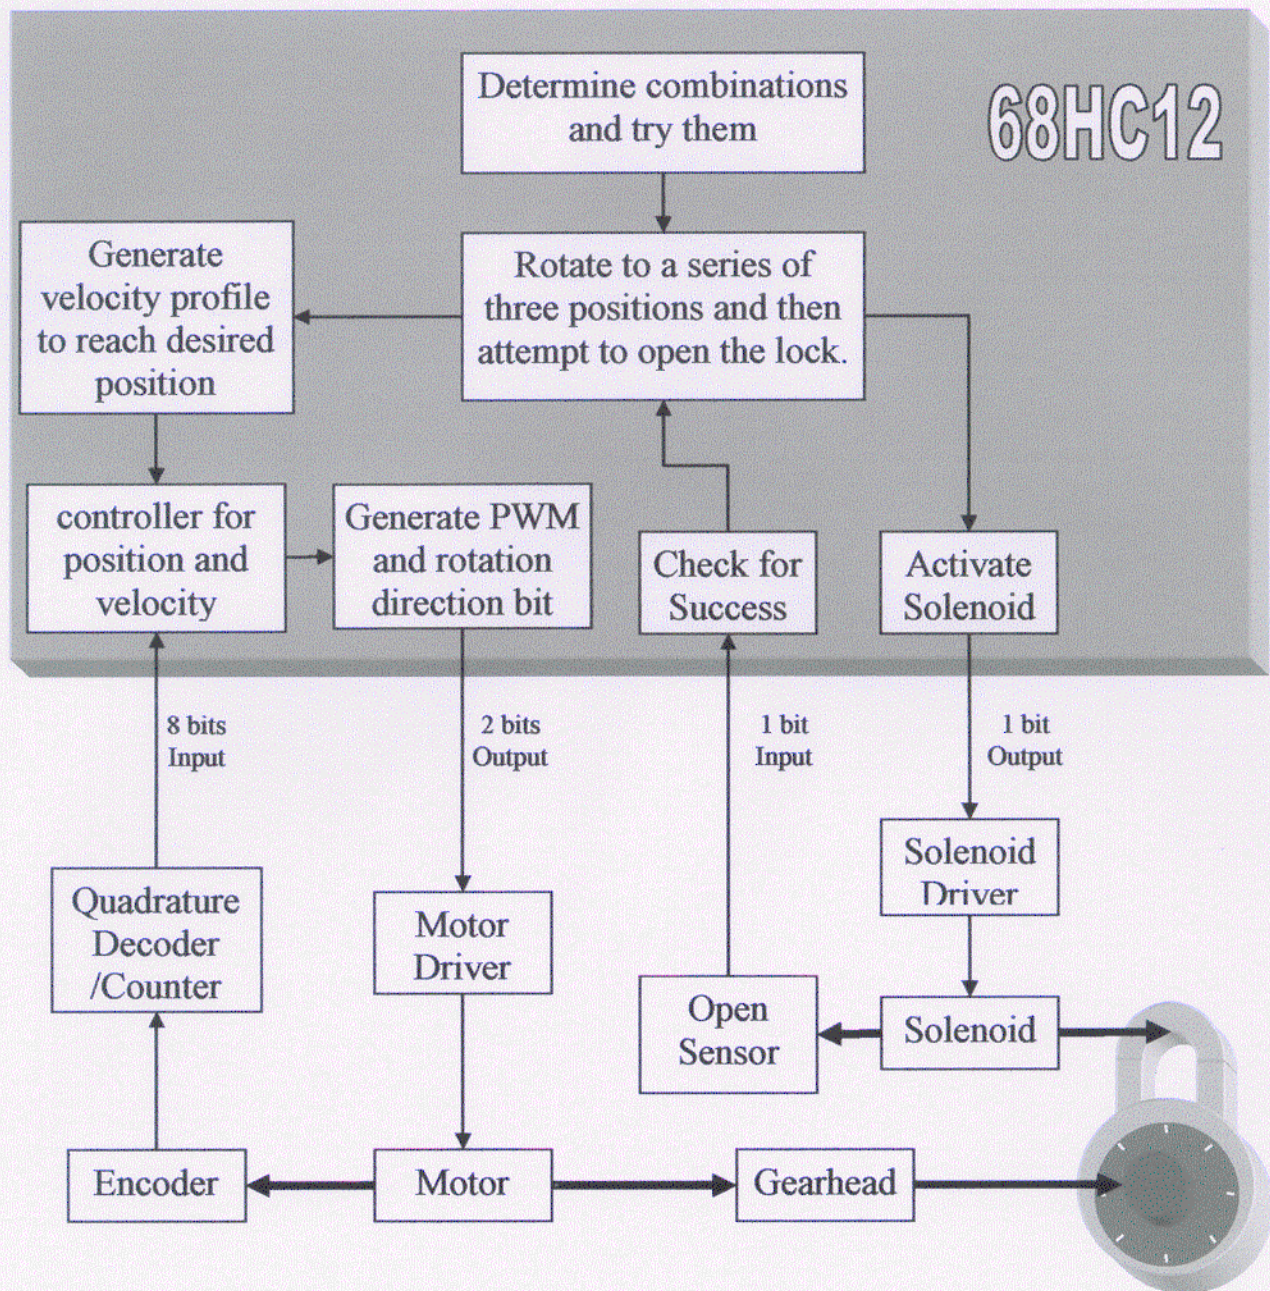 Determine combinations
and try them
68HC12
Generate
velocity profile
to reach desired
position
Rotate to a series of
three positions and then
attempt to open the lock.
controller for
position and
velocity
Generate PWM
and rotation
direction bit
Check for
Success
Activate
Solenoid
8 bits
Input
2 bits
Output
1 bit
Input
1 bit
Output
Quadrature
Decoder
/Counter
Motor
Driver
Open
Sensor
Solenoid
Driver
Solenoid
Encoder
Motor
Gearhead